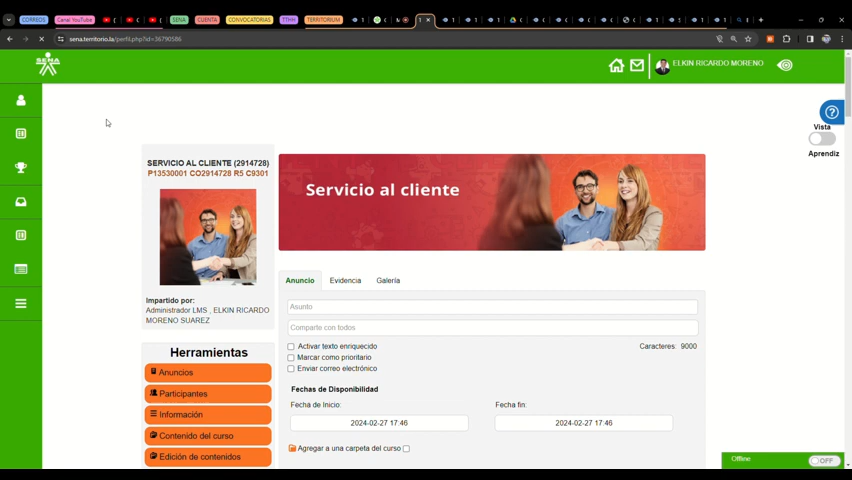 CORREOS
Canal YouTube
SENA
CUENTA
CONVOCATORIAS
TTHH
TERRITORIUM
sena.territorio.la/perfil.php?id=36790586
SENA
ELKIN RICARDO MORENO
Vista
Aprendiz
SERVICIO AL CLIENTE (2914728)
P13530001 CO2914728 R5 C9301
Servicio al cliente
Impartido por:
Administrador LMS , ELKIN RICARDO
MORENO SUAREZ
Anuncio
Evidencia
Galería
Asunto
Comparte con todos
Activar texto enriquecido
Caracteres: 9000
Marcar como prioritario
Enviar correo electrónico
Fechas de Disponibilidad
Fecha de Inicio:
Fecha fin:
2024-02-27 17:46
2024-02-27 17:46
Agregar a una carpeta del curso
Herramientas
Anuncios
Participantes
Información
Contenido del curso
Edición de contenidos
Offline
OFF